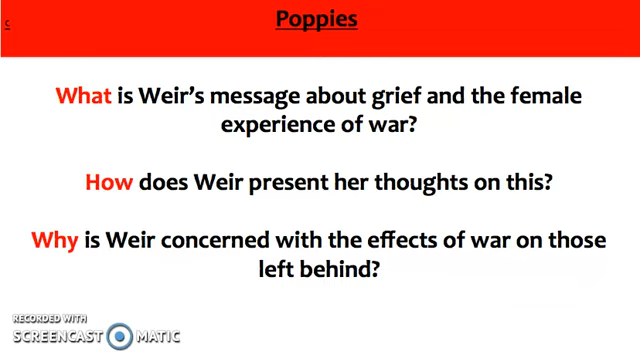 Poppies
c
What is Weir's message about grief and the female
experience of war?
How does Weir present her thoughts on this?
Why is Weir concerned with the effects of war on those
left behind?
RECORDED WITH
SCREENCAST MATIC